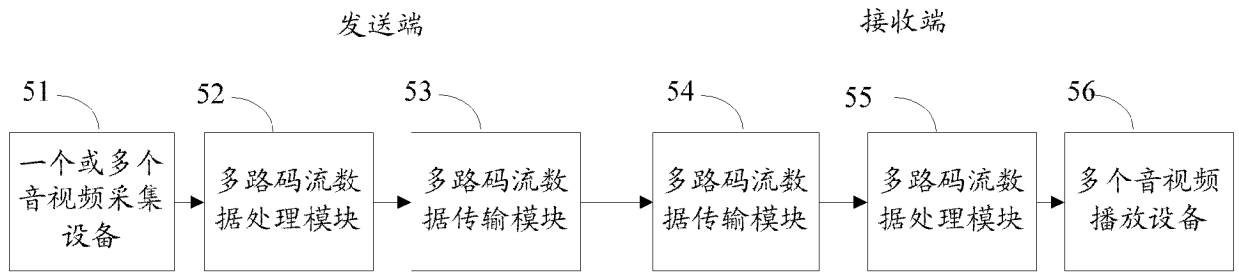 发送端
接收端
51
52
53
54
55
56
一个或多个
音视频采集
设备
多路码流数
据处理模块
多路码流数
据传输模块
多路码流数
据传输模块
多路码流数
据处理模块
多个音视频
播放设备